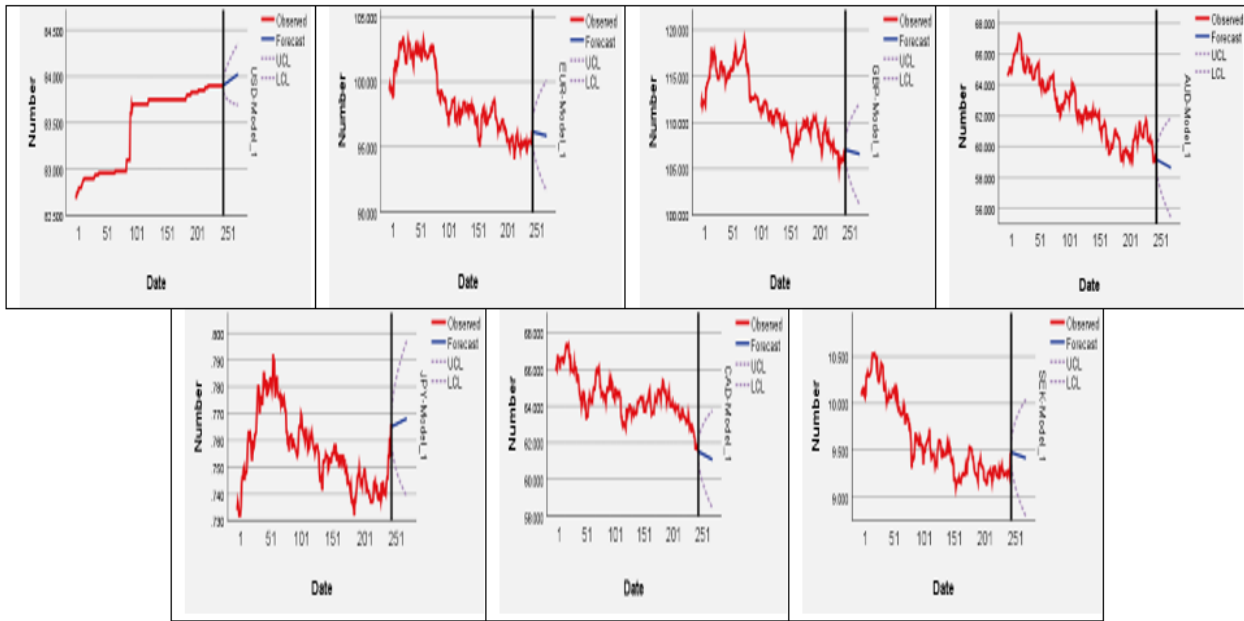 Number
84.500
84.000
83.500
83.000
82.500
1 51 101 151 201 251
Date
Observed
Forecast
UCL
LCL
USD-Model_1
Number
105.000
100.000
95.000
90.000
1 51 101 151 201 251
Date
Observed
Forecast
UCL
LCL
EUR-Model_1
Number
120.000
115.000
110.000
105.000
100.000
1 51 101 151 201 251
Date
Observed
Forecast
UCL
LCL
GBP-Model_1
Number
68.000
66.000
64.000
62.000
60.000
58.000
56.000
1 51 101 151 201 251
Date
Observed
Forecast
UCL
LCL
AUD-Model_1
Number
.800
.790
.780
.770
.760
.750
.740
.730
1 51 101 151 201 251
Date
Observed
Forecast
UCL
LCL
JPY-Model_1
Number
68.000
66.000
64.000
62.000
60.000
58.000
1 51 101 151 201 251
Date
Observed
Forecast
UCL
LCL
CAD-Model_1
Number
10.500
10.000
9.500
9.000
1 51 101 151 201 251
Date
Observed
Forecast
UCL
LCL
SEK-Model_1